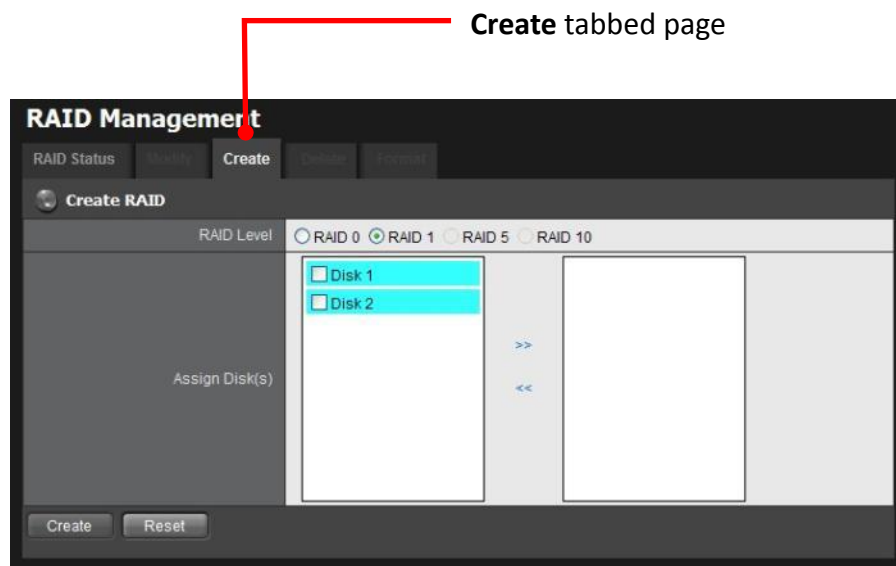 Create tabbed page
RAID Management
RAID Status Modify Create Delete Format
Create RAID
RAID Level RAID 0 RAID 1 RAID 5 RAID 10
Disk 1
Disk 2
>>
Assign Disk(s)
<<
Create Reset